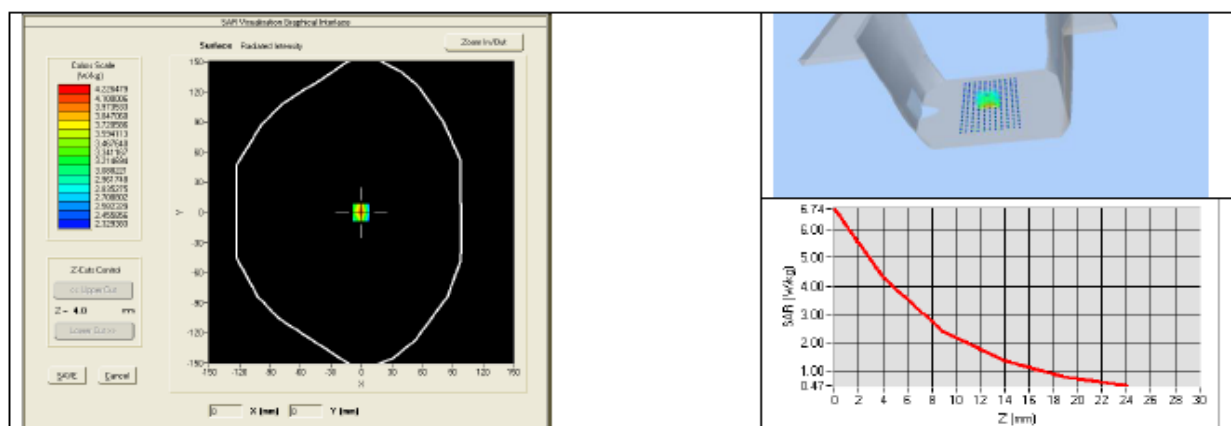 SAR Visualisation Graphical Interface
Surface Radiated Intensity
Zoom In/Out
Colors Scale
(W/kg)
4.226479
4.100006
3.973533
3.847060
3.720586
3.594113
3.467640
3.341167
3.214694
3.088221
2.961748
2.835275
2.708802
2.582329
2.455856
2.329383
150
120
90
60
30
0
-30
-60
-90
-120
-150
Y
-150 -120 -90 -60 -30 0 30 60 90 120 150
X
Z-Cuts Control
<< Upper Cut
Z = 4.0 mm
Lower Cut >>
SAVE Cancel
0 X (mm) 0 Y (mm)
6.74
6.00
5.00
4.00
3.00
2.00
1.00
0.47
SAR (W/kg)
0 2 4 6 8 10 12 14 16 18 20 22 24 26 30
Z (mm)